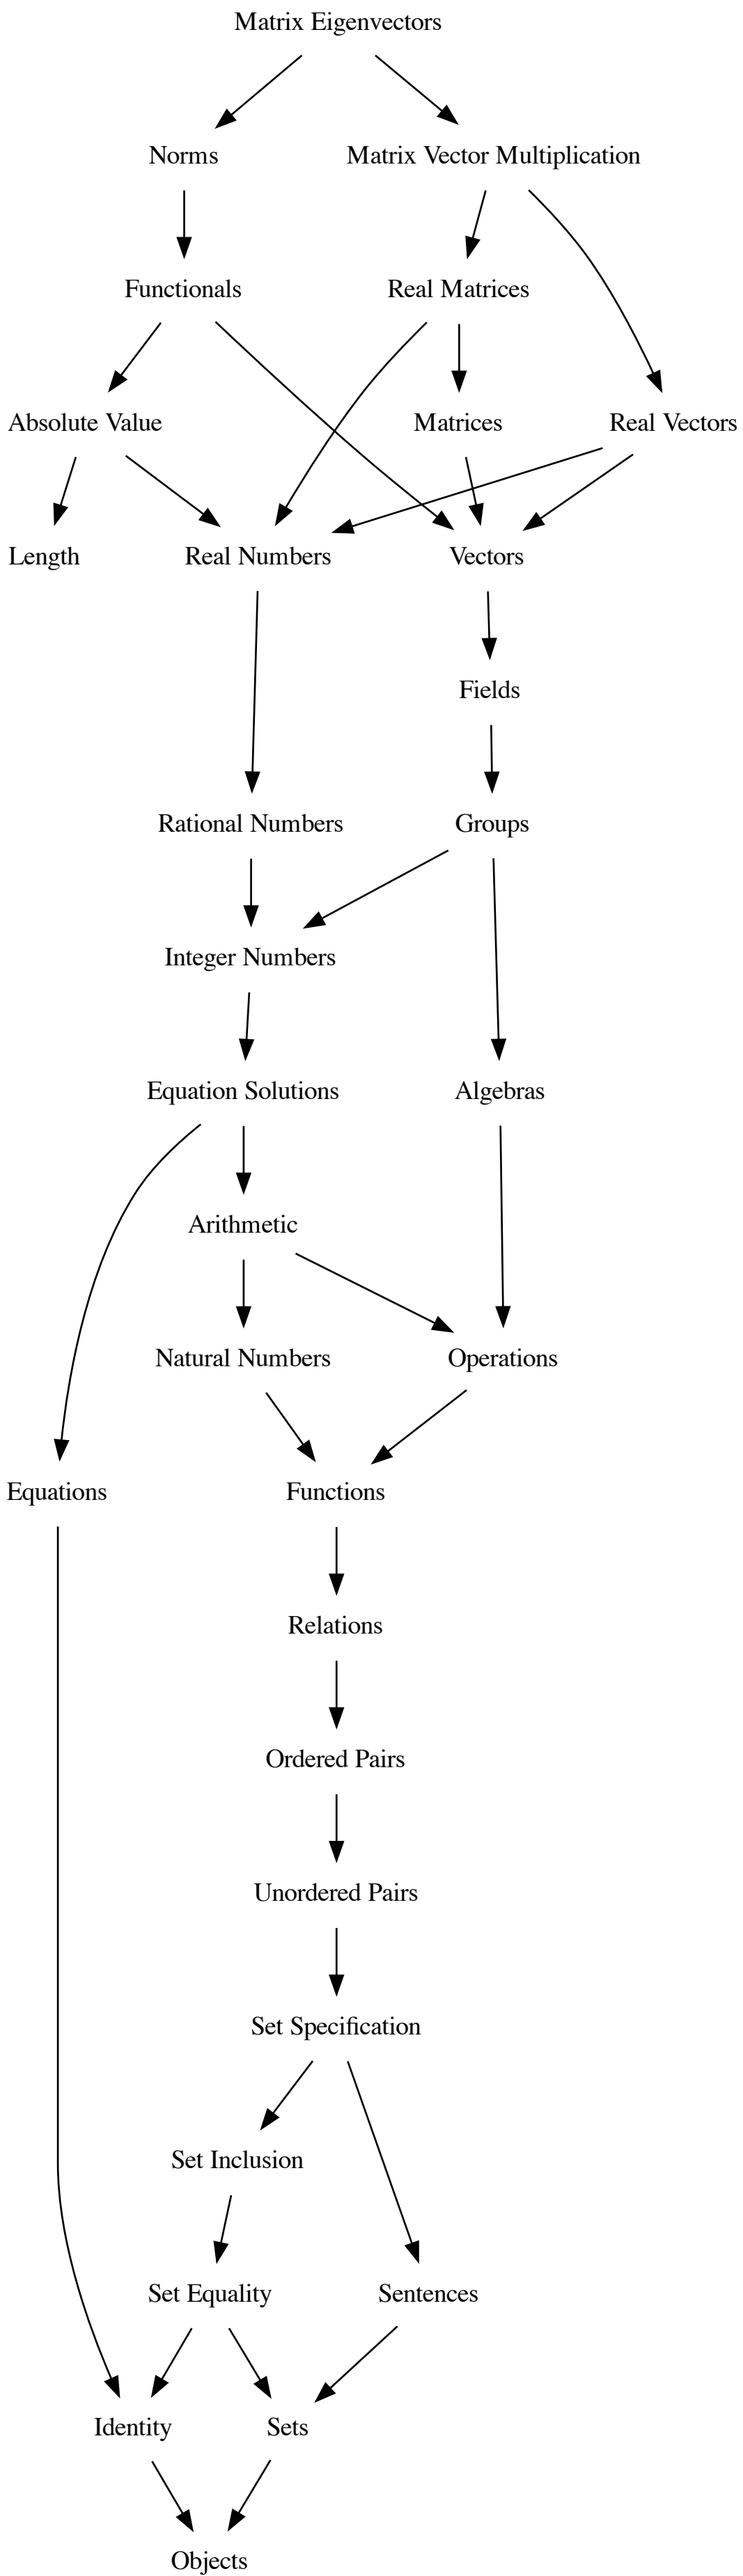 Matrix Eigenvectors
Norms
Matrix Vector Multiplication
Functionals
Real Matrices
Absolute Value
Matrices
Real Vectors
Length
Real Numbers
Vectors
Fields
Rational Numbers
Groups
Integer Numbers
Equation Solutions
Algebras
Arithmetic
Natural Numbers
Operations
Equations
Functions
Relations
Ordered Pairs
Unordered Pairs
Set Specification
Set Inclusion
Set Equality
Sentences
Identity
Sets
Objects